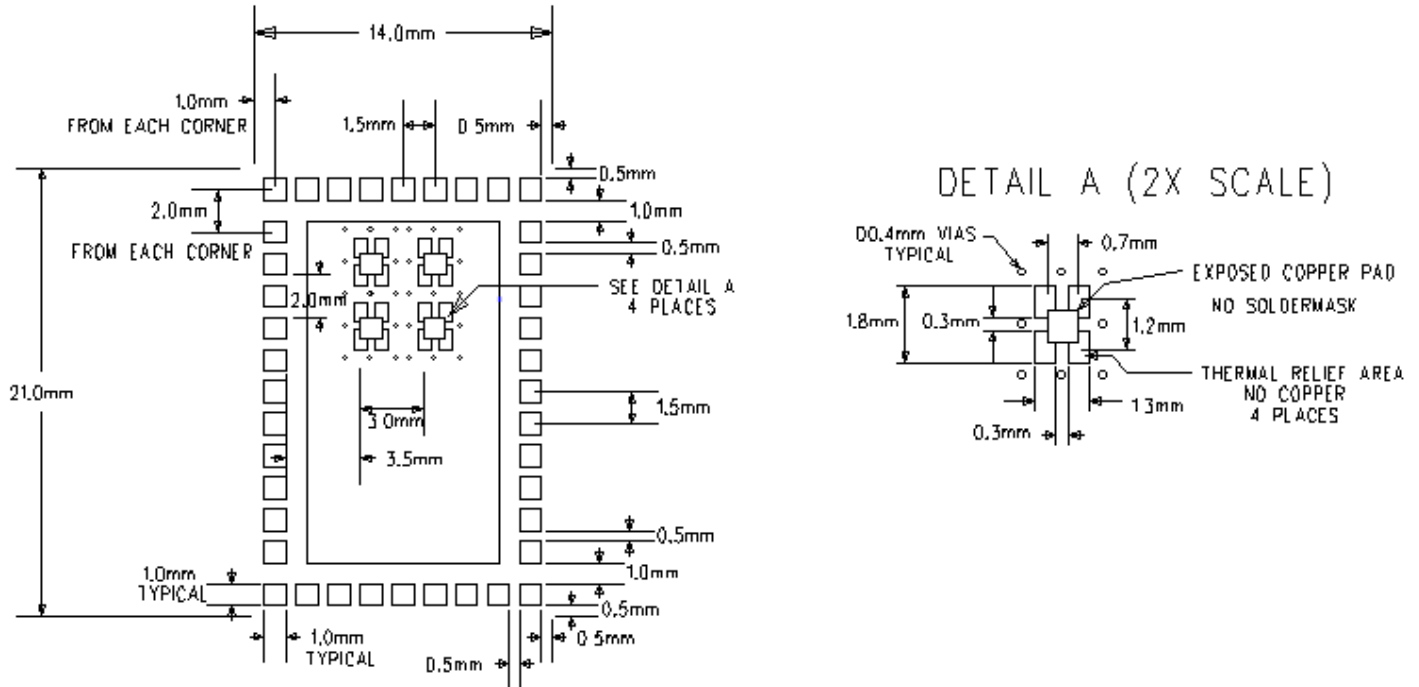 14.0mm
1.0mm
FROM EACH CORNER
1.5mm
0.5mm
0.5mm
2.0mm
1.0mm
FROM EACH CORNER
0.5mm
2.0mm
SEE DETAIL A
4 PLACES
21.0mm
1.5mm
3.0mm
3.5mm
0.5mm
1.0mm
1.0mm
TYPICAL
0.5mm
1.0mm
TYPICAL
0.5mm
0.5mm
DETAIL A (2X SCALE)
00.4mm VIAS
TYPICAL
0.7mm
EXPOSED COPPER PAD
NO SOLDERMASK
1.8mm
0.3mm
1.2mm
THERMAL RELIEF AREA
NO COPPER
4 PLACES
1.3mm
0.3mm